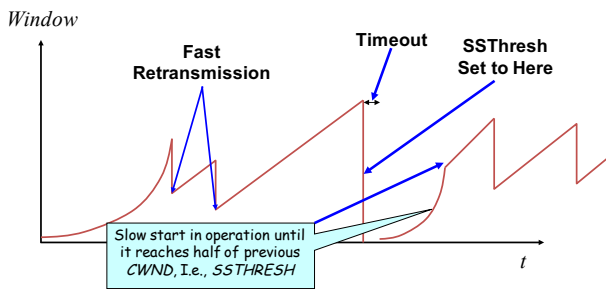 Window
Fast
Retransmission
Timeout
SSThresh
Set to Here
Slow start in operation until
it reaches half of previous
CWND, I.e., SSTHRESH
t